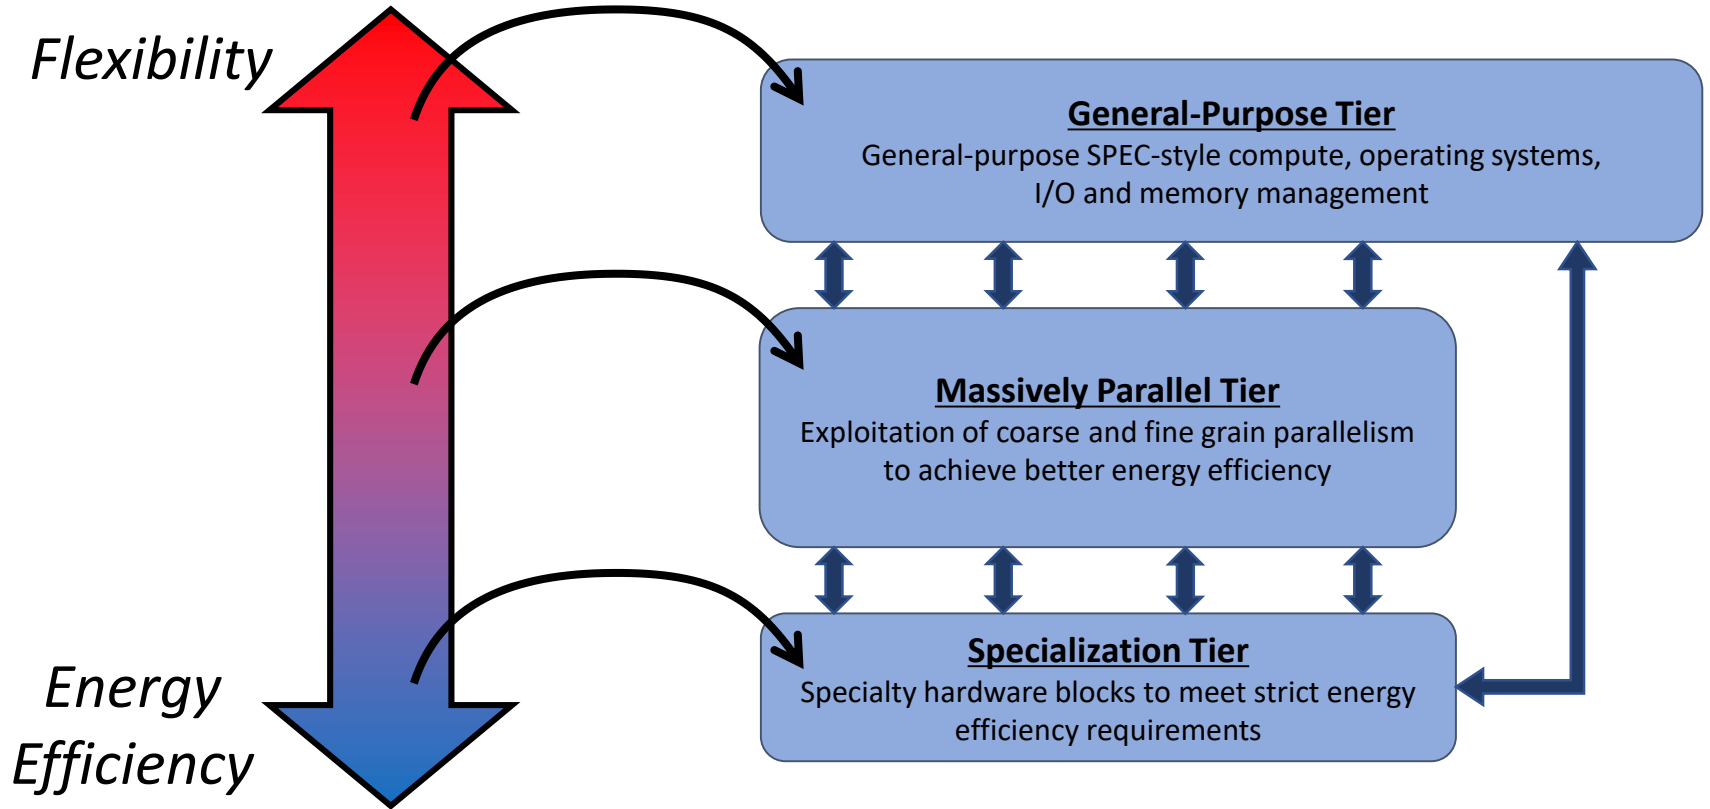 Flexibility
General-Purpose Tier
General-purpose SPEC-style compute, operating systems,
I/O and memory management
Massively Parallel Tier
Exploitation of coarse and fine grain parallelism
to achieve better energy efficiency
Energy
Efficiency
Specialization Tier
Specialty hardware blocks to meet strict energy
efficiency requirements